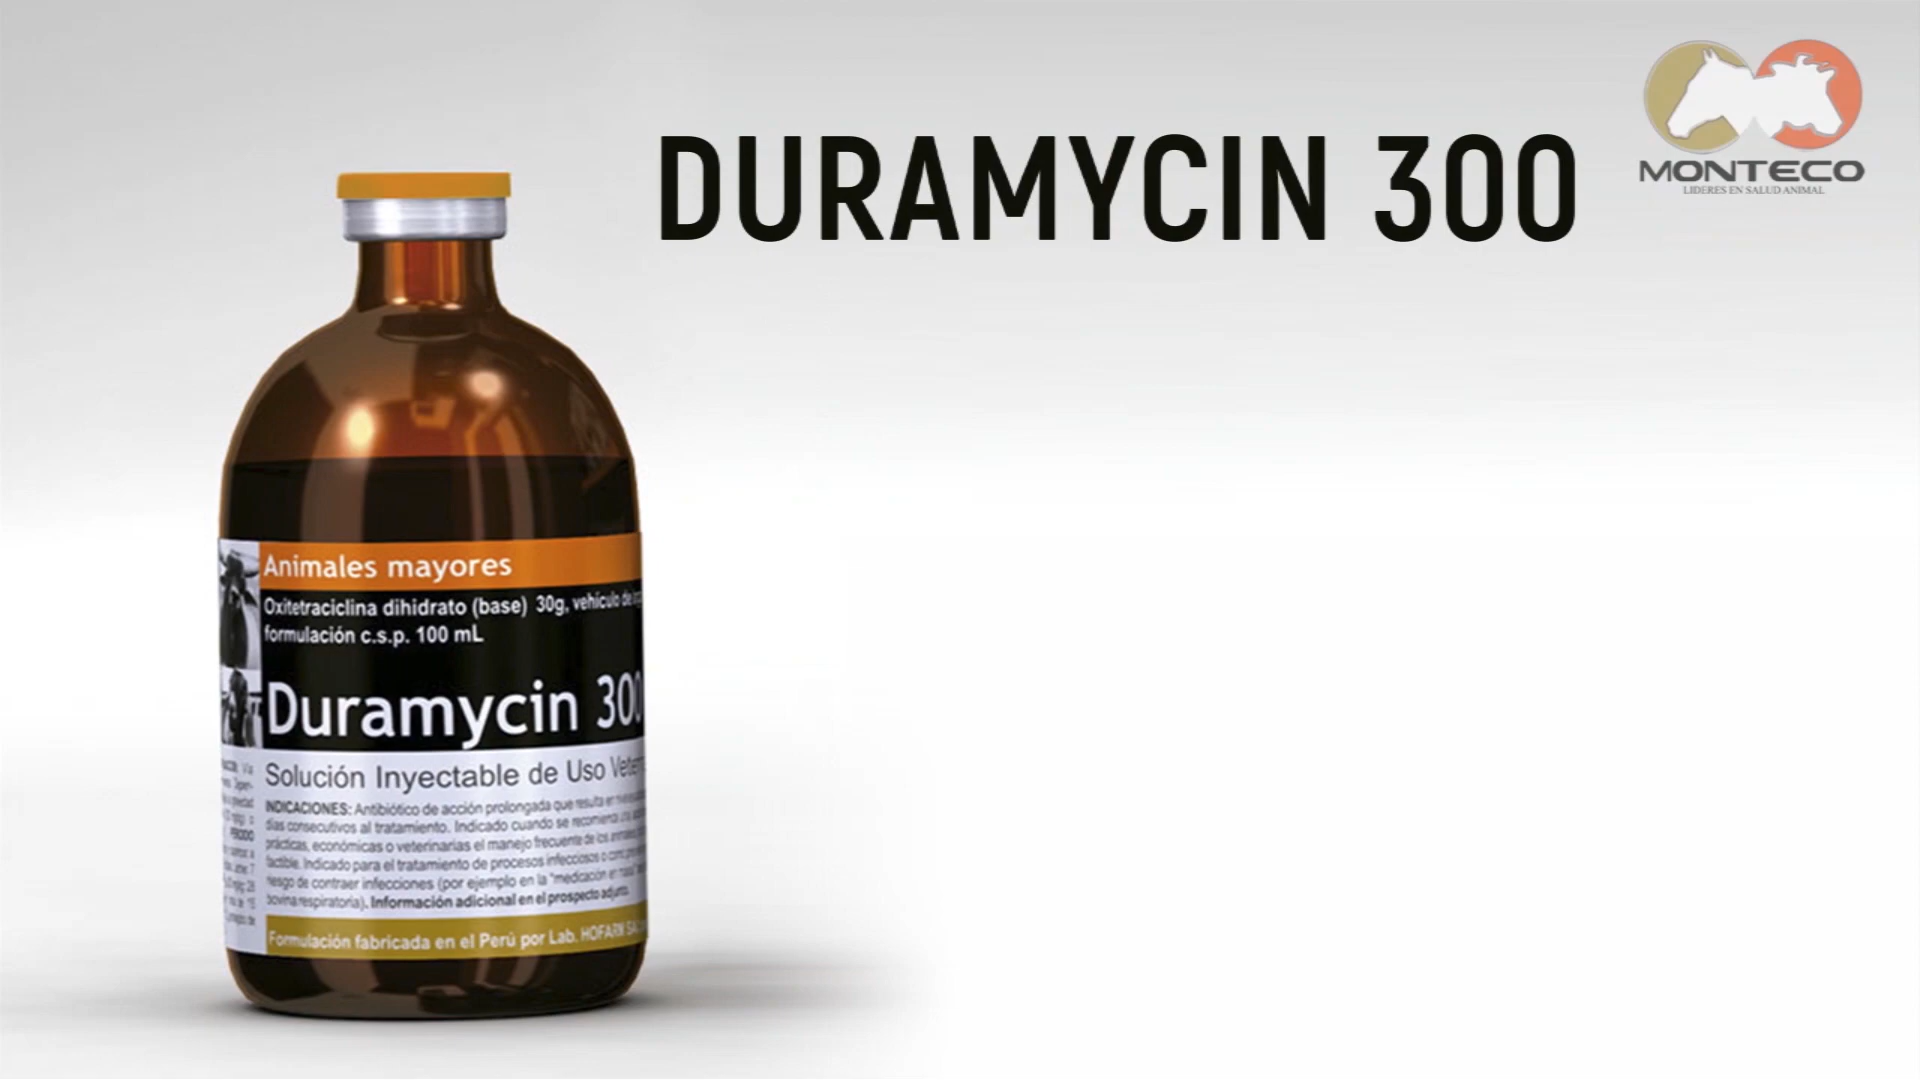 DURAMYCIN 300
MONTECO
LIDERES EN SALUD ANIMAL
Animales mayores
Oxitetraciclina dihidrato (base) 30g, vehículo de
formulación c.s.p. 100 mL
Duramycin 300
Solución Inyectable de Uso
INDICACIONES: Antibiótico de acción prolongada que resulta en
días consecutivos al tratamiento. Indicado cuando se recomienda una
prácticas, económicas o veterinarias el manejo frecuente de los animales
factible. Indicado para el tratamiento de procesos infecciosos o como
riesgo de contraer infecciones (por ejemplo en la "medicación en masa"
bovina respiratoria). Información adicional en el prospecto adjunto.
Formulación fabricada en el Perú por Lab. HOFARM